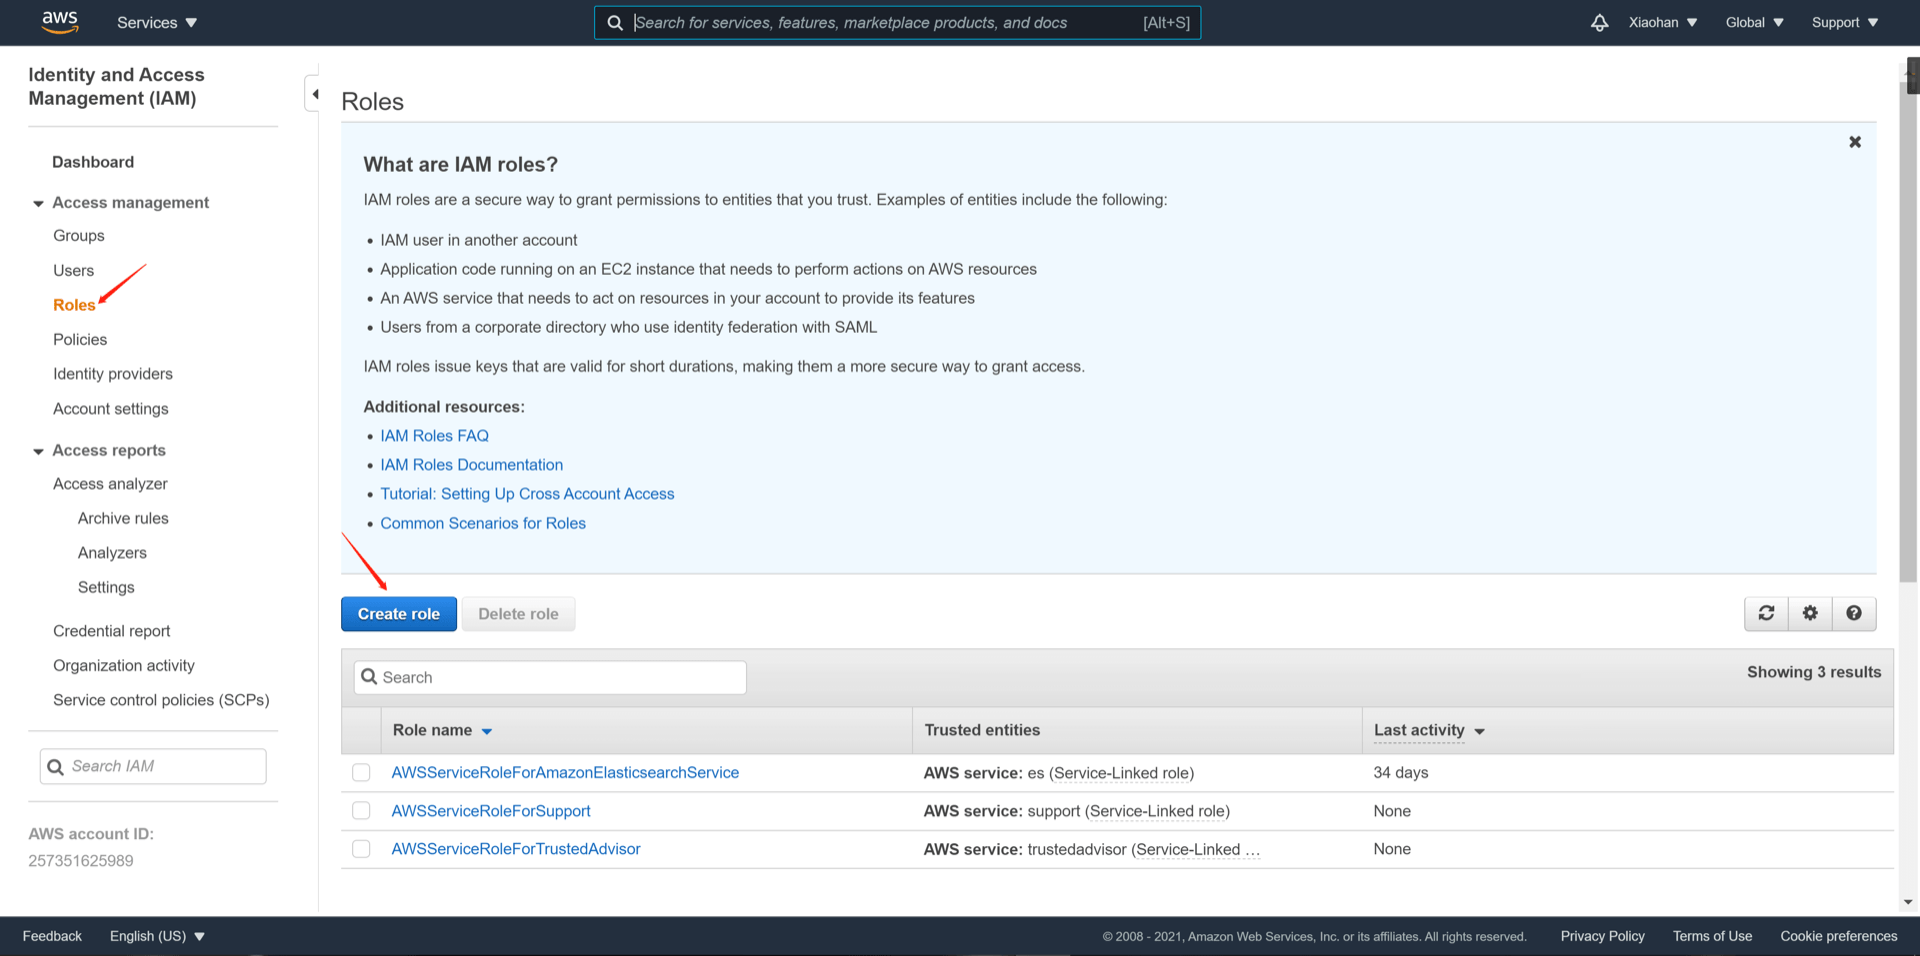 aws
Services
Search for services, features, marketplace products, and docs [Alt+S]
Xiaohan
Global
Support
Identity and Access
Management (IAM)
Dashboard
Access management
Groups
Users
Roles
Policies
Identity providers
Account settings
Access reports
Access analyzer
Archive rules
Analyzers
Settings
Credential report
Organization activity
Service control policies (SCPs)
Search IAM
AWS account ID:
257351625989
Roles
What are IAM roles?
IAM roles are a secure way to grant permissions to entities that you trust. Examples of entities include the following:
IAM user in another account
Application code running on an EC2 instance that needs to perform actions on AWS resources
An AWS service that needs to act on resources in your account to provide its features
Users from a corporate directory who use identity federation with SAML
IAM roles issue keys that are valid for short durations, making them a more secure way to grant access.
Additional resources:
IAM Roles FAQ
IAM Roles Documentation
Tutorial: Setting Up Cross Account Access
Common Scenarios for Roles
Create role
Delete role
Search
Showing 3 results
Role name Trusted entities Last activity
AWSServiceRoleForAmazonElasticsearchService AWS service: es (Service-Linked role) 34 days
AWSServiceRoleForSupport AWS service: support (Service-Linked role) None
AWSServiceRoleForTrustedAdvisor AWS service: trustedadvisor (Service-Linked … None
Feedback
English (US)
© 2008 - 2021, Amazon Web Services, Inc. or its affiliates. All rights reserved.
Privacy Policy
Terms of Use
Cookie preferences